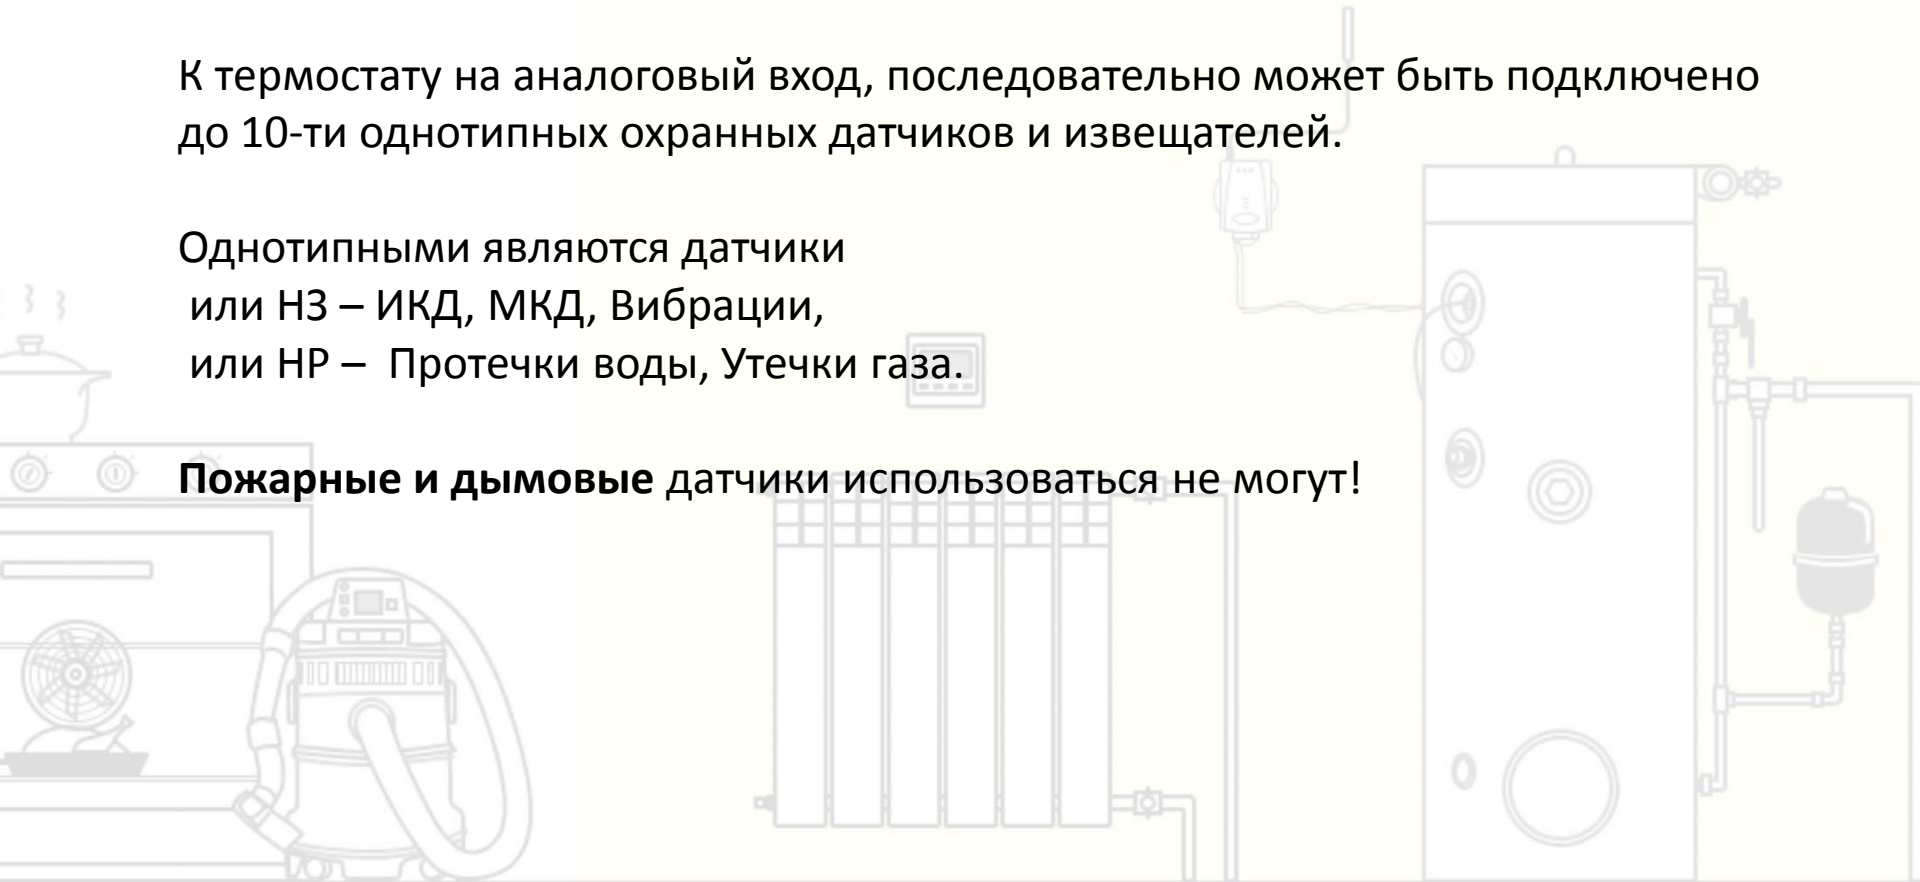 К термостату на аналоговый вход, последовательно может быть подключено
до 10-ти однотипных охранных датчиков и извещателей.
Однотипными являются датчики
или НЗ – ИКД, МКД, Вибрации,
или НР – Протечки воды, Утечки газа.
Пожарные и дымовые датчики использоваться не могут!